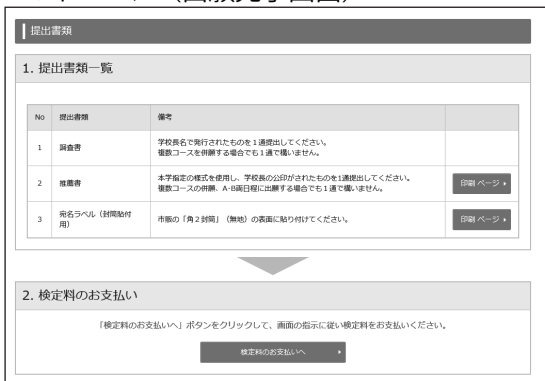 提出書類
1. 提出書類一覧
No 提出書類 備考
1 調査書 学校長名で発行されたものを1通提出してください。
複数コースを併願する場合でも1通で構いません。
2 推薦書 本学指定の様式を使用し、学校長の公印がされたものを1通提出してください。
複数コースの併願、A・B両日程に出願する場合でも1通で構いません。
印刷 ページ
3 宛名ラベル（封筒貼付用） 市販の「角2封筒」（無地）の表面に貼り付けてください。
印刷 ページ
2. 検定料のお支払い
「検定料のお支払いへ」ボタンをクリックして、画面の指示に従い検定料をお支払いください。
検定料のお支払いへ